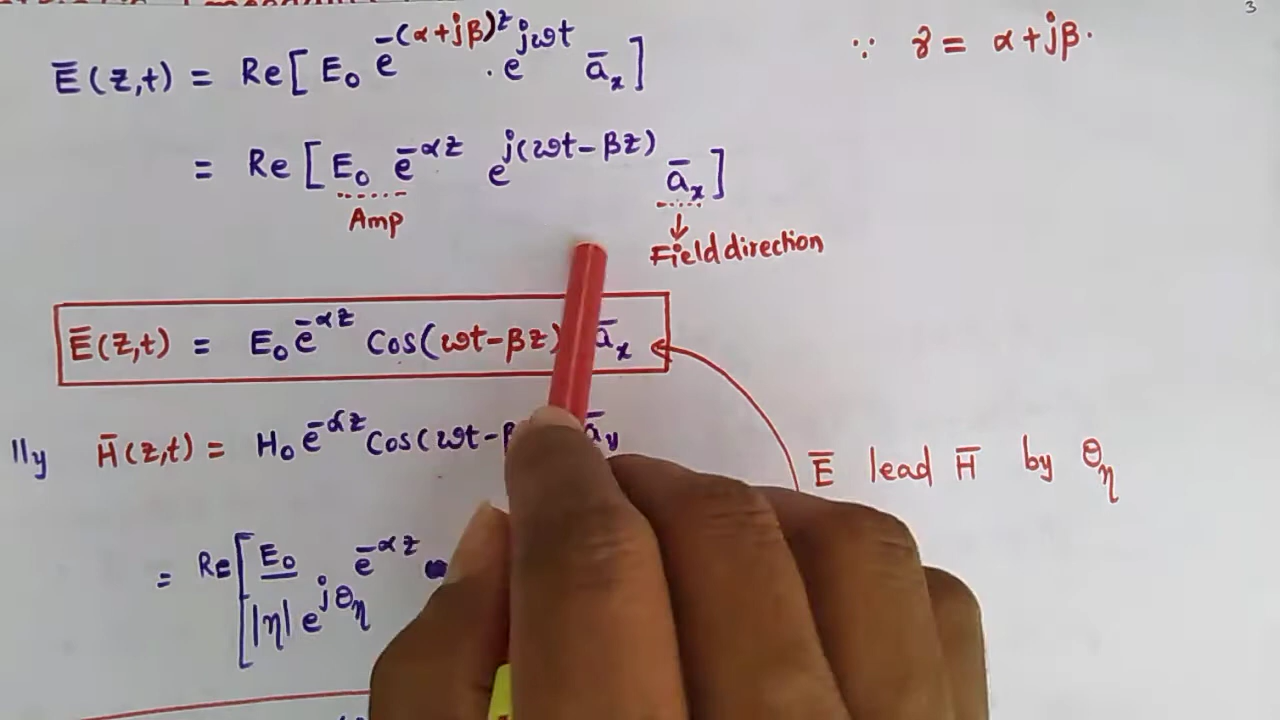 3
Ē(z,t) = Re[ E₀ e^-(α+jβ)z . e^jωt ā_x ] ∵ γ = α+jβ.
= Re [ E₀ e^-αz e^j(ωt-βz) ā_x ]
Amp
Field direction
Ē(z,t) = E₀ e^-αz Cos(ωt-βz) ā_x
lly H̄(z,t) = H₀ e^-αz Cos(ωt-β ā_y
Ē lead H̄ by θ_η
= Re[ E₀ / |η| e^jθ_η e^-αz